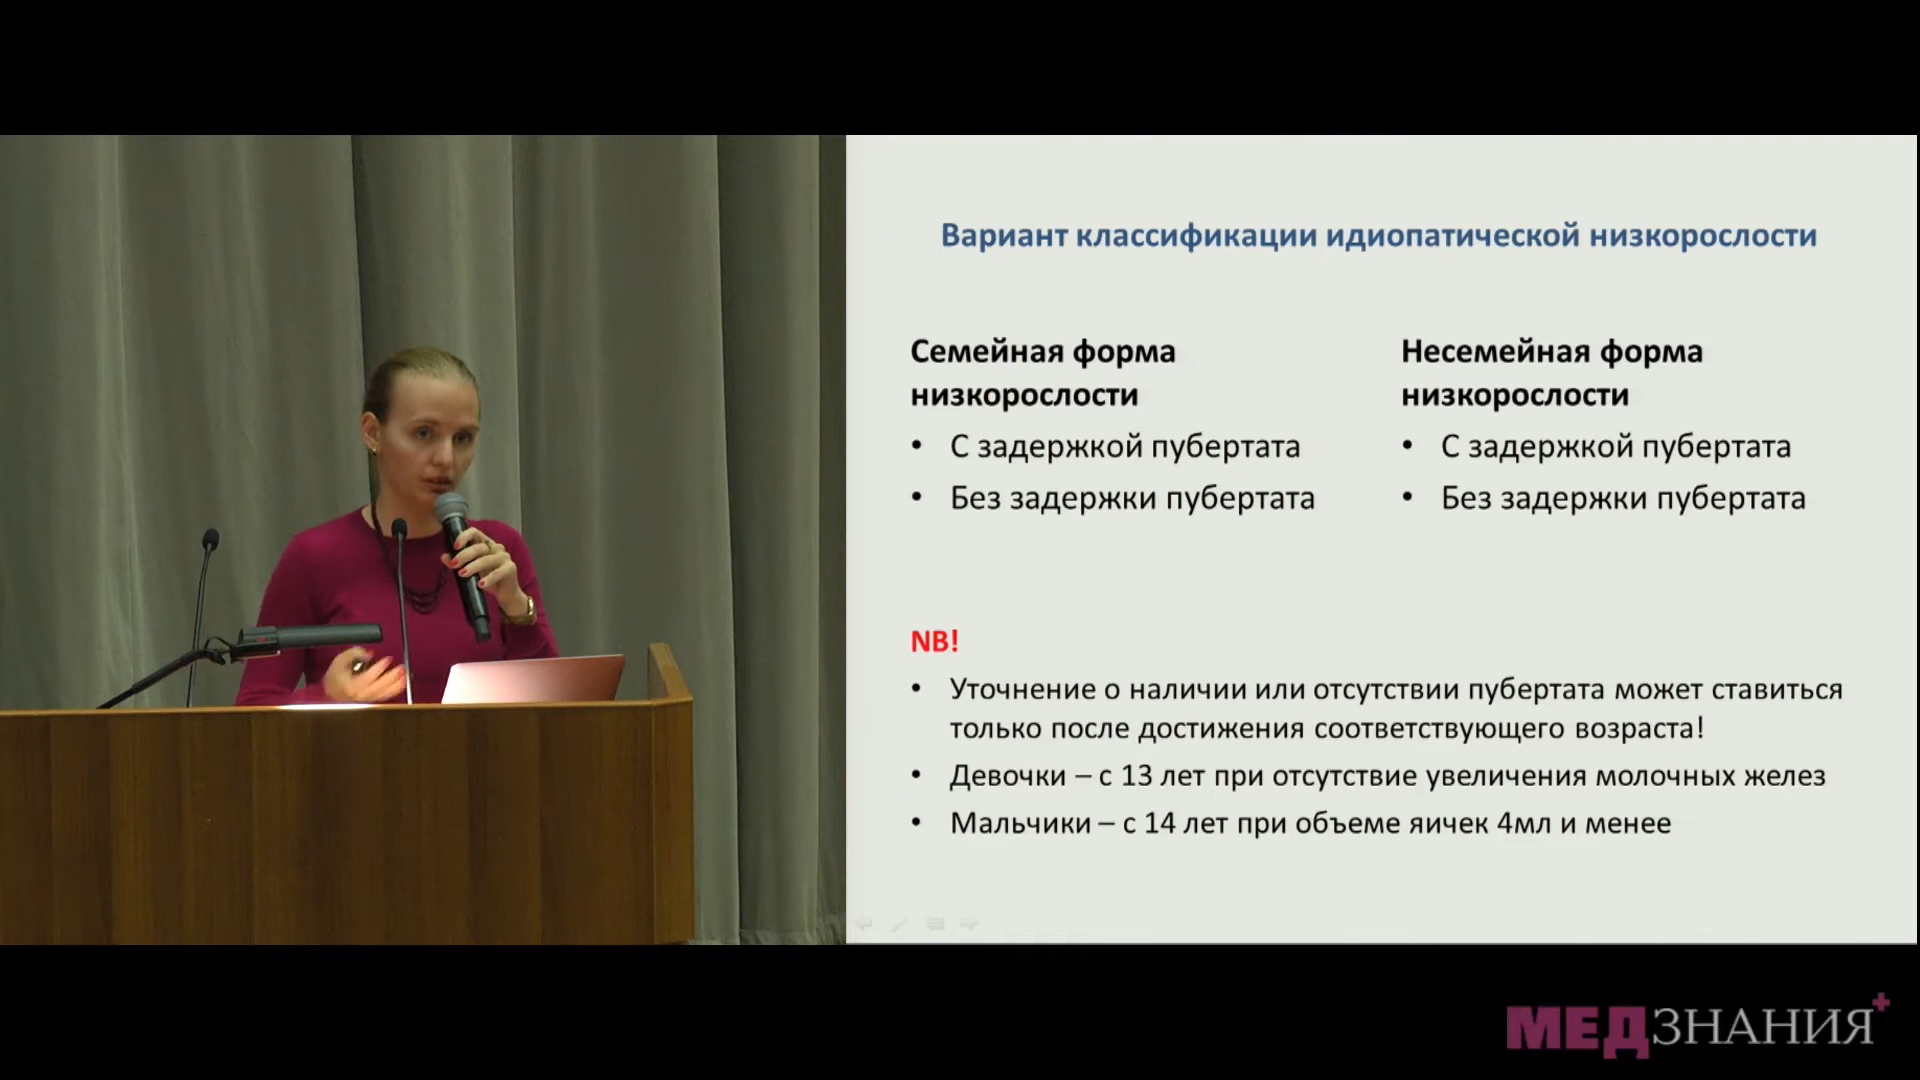 Вариант классификации идиопатической низкорослости
Семейная форма
низкорослости
• С задержкой пубертата
• Без задержки пубертата
Несемейная форма
низкорослости
• С задержкой пубертата
• Без задержки пубертата
NB!
• Уточнение о наличии или отсутствии пубертата может ставиться
только после достижения соответствующего возраста!
• Девочки – с 13 лет при отсутствие увеличения молочных желез
• Мальчики – с 14 лет при объеме яичек 4мл и менее
МЕДЗНАНИЯ+